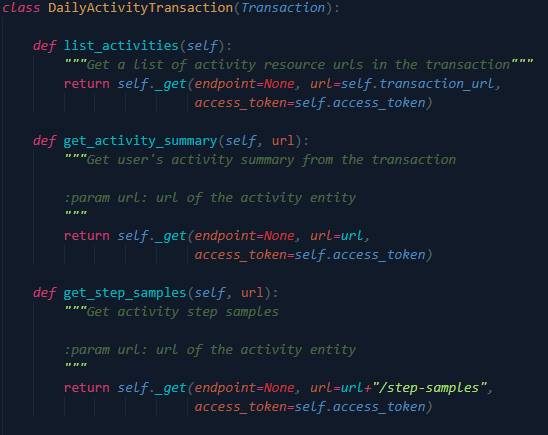 class DailyActivityTransaction(Transaction):
def list_activities(self):
"""Get a list of activity resource urls in the transaction"""
return self._get(endpoint=None, url=self.transaction_url,
access_token=self.access_token)
def get_activity_summary(self, url):
"""Get user's activity summary from the transaction
:param url: url of the activity entity
"""
return self._get(endpoint=None, url=url,
access_token=self.access_token)
def get_step_samples(self, url):
"""Get activity step samples
:param url: url of the activity entity
"""
return self._get(endpoint=None, url=url+"/step-samples",
access_token=self.access_token)